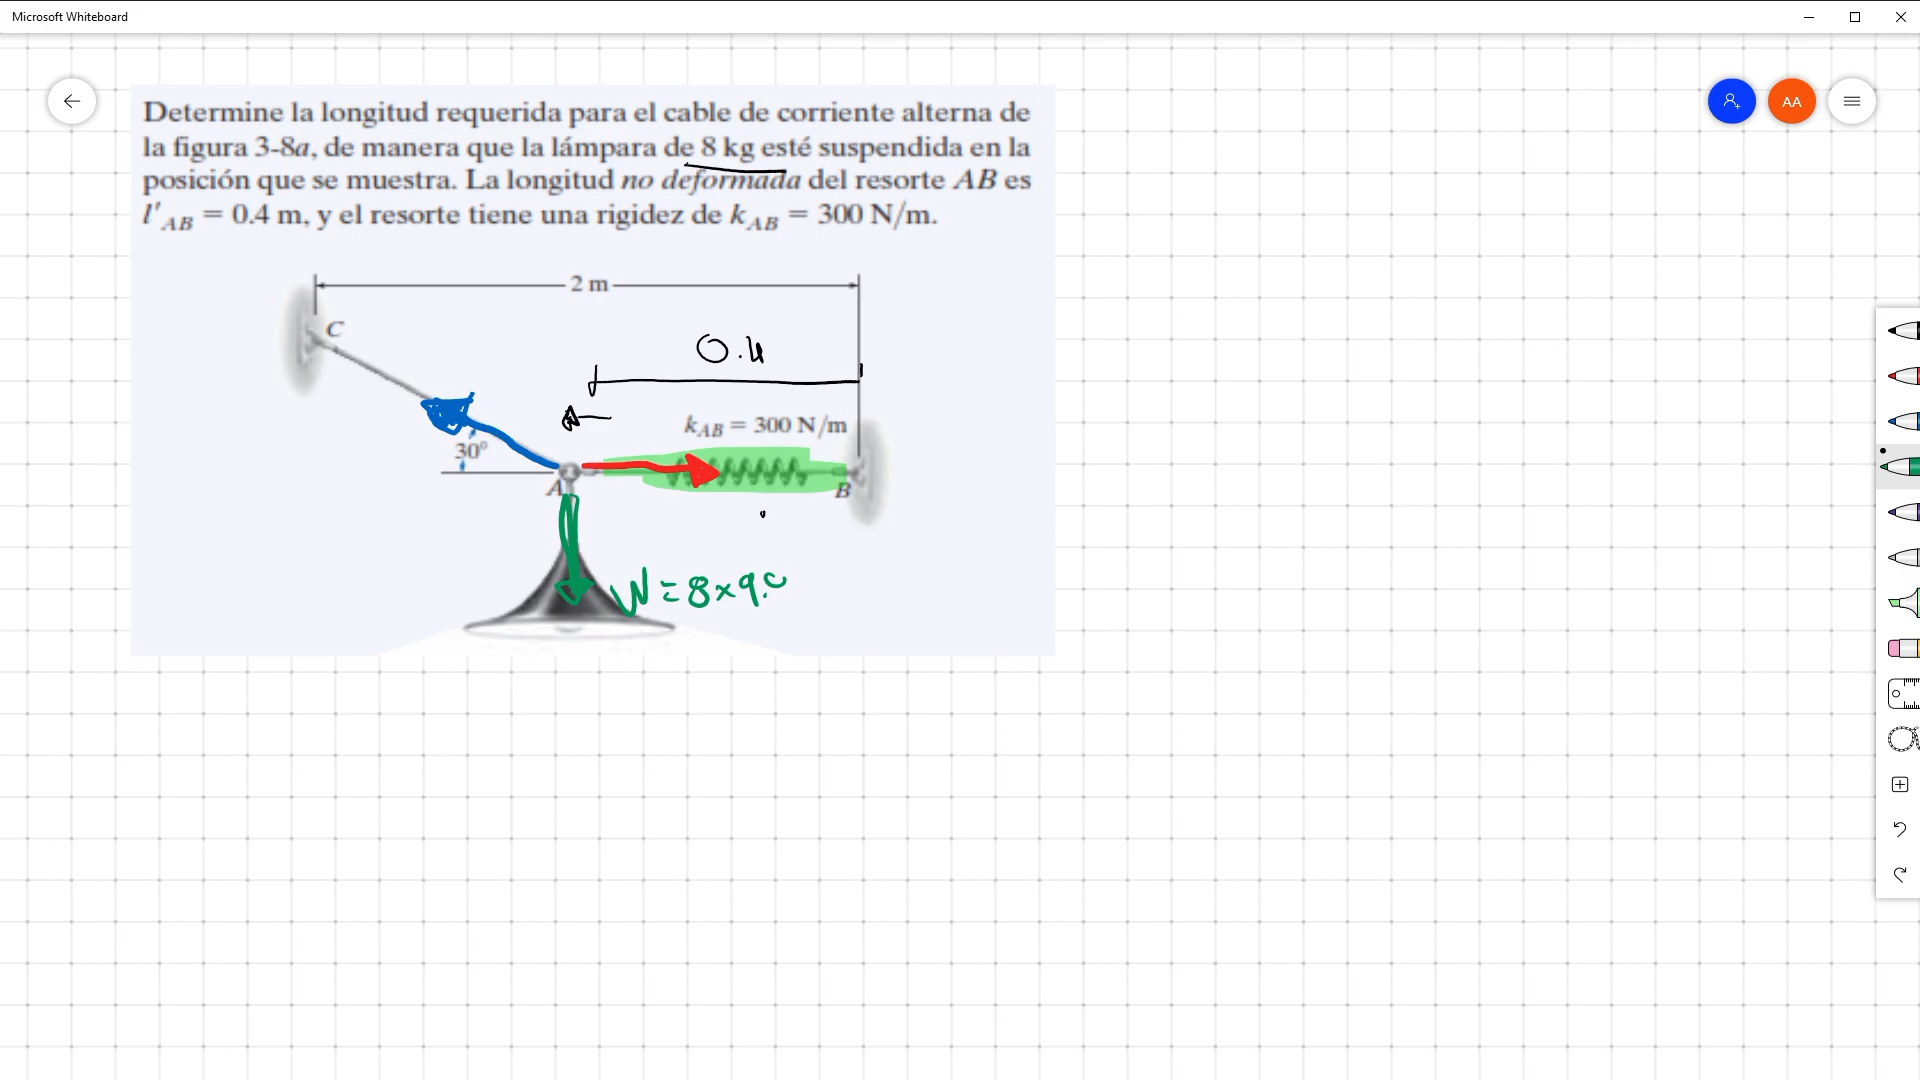 Microsoft Whiteboard
Determine la longitud requerida para el cable de corriente alterna de
la figura 3-8a, de manera que la lámpara de 8 kg esté suspendida en la
posición que se muestra. La longitud no deformada del resorte AB es
l'AB = 0.4 m, y el resorte tiene una rigidez de kAB = 300 N/m.
2 m
C
0.4
kAB = 300 N/m
30°
A
B
W = 8 x 9.
AA